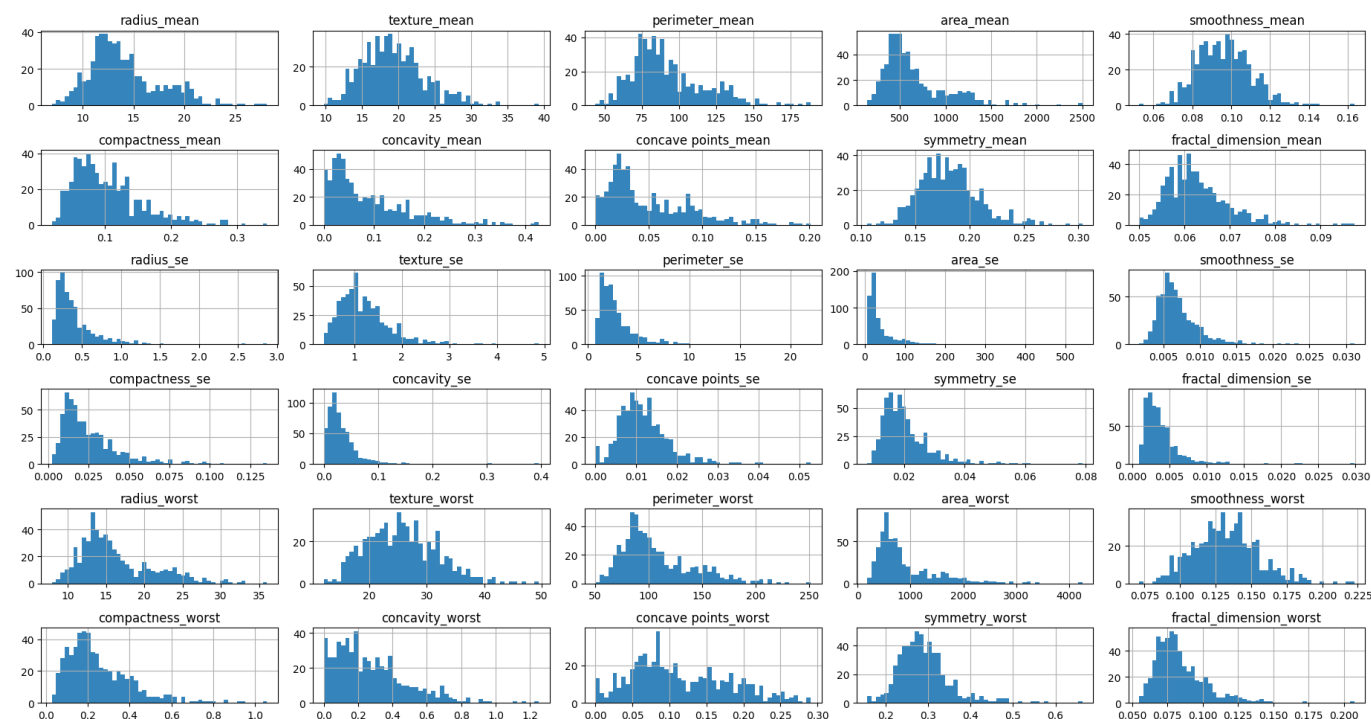 radius_mean texture_mean perimeter_mean area_mean smoothness_mean
40 20 0
40 20 0
40 20 0
40 20 0
40 20 0
10 15 20 25
10 15 20 25 30 35 40
50 75 100 125 150 175
500 1000 1500 2000 2500
0.06 0.08 0.10 0.12 0.14 0.16
compactness_mean concavity_mean concave points_mean symmetry_mean fractal_dimension_mean
40 20 0
40 20 0
40 20 0
40 20 0
40 20 0
0.1 0.2 0.3
0.0 0.1 0.2 0.3 0.4
0.00 0.05 0.10 0.15 0.20
0.10 0.15 0.20 0.25 0.30
0.05 0.06 0.07 0.08 0.09
radius_se texture_se perimeter_se area_se smoothness_se
100 50 0
50 25 0
100 50 0
200 100 0
50 0
0.0 0.5 1.0 1.5 2.0 2.5 3.0
1 2 3 4 5
0 5 10 15 20
0 100 200 300 400 500
0.005 0.010 0.015 0.020 0.025 0.030
compactness_se concavity_se concave points_se symmetry_se fractal_dimension_se
50 25 0
100 50 0
40 20 0
50 25 0
50 0
0.000 0.025 0.050 0.075 0.100 0.125
0.0 0.1 0.2 0.3 0.4
0.00 0.01 0.02 0.03 0.04 0.05
0.02 0.04 0.06 0.08
0.000 0.005 0.010 0.015 0.020 0.025 0.030
radius_worst texture_worst perimeter_worst area_worst smoothness_worst
40 20 0
20 0
40 20 0
50 0
20 0
10 15 20 25 30 35
20 30 40 50
50 100 150 200 250
0 1000 2000 3000 4000
0.075 0.100 0.125 0.150 0.175 0.200 0.225
compactness_worst concavity_worst concave points_worst symmetry_worst fractal_dimension_worst
40 20 0
40 20 0
20 0
40 20 0
40 20 0
0.0 0.2 0.4 0.6 0.8 1.0
0.0 0.2 0.4 0.6 0.8 1.0 1.2
0.00 0.05 0.10 0.15 0.20 0.25 0.30
0.2 0.3 0.4 0.5 0.6
0.050 0.075 0.100 0.125 0.150 0.175 0.200